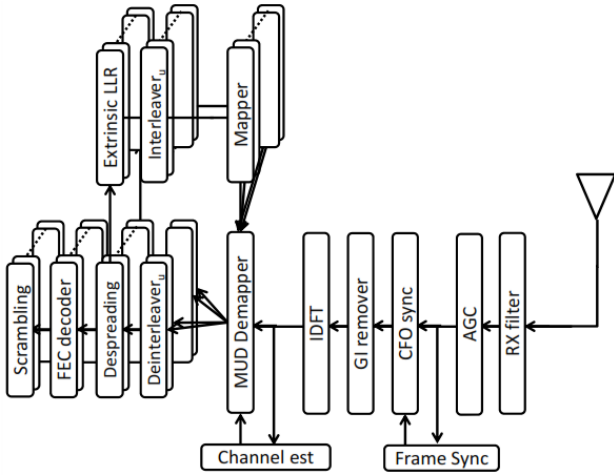 Extrinsic LLR
Interleaver_u
Mapper
Scrambling
FEC decoder
Despreading
Deinterleaver_u
MUD Demapper
IDFT
GI remover
CFO sync
AGC
RX filter
Channel est
Frame Sync